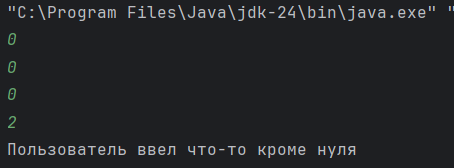 "C:\Program Files\Java\jdk-24\bin\java.exe" "
0
0
0
2
Пользователь ввел что-то кроме нуля